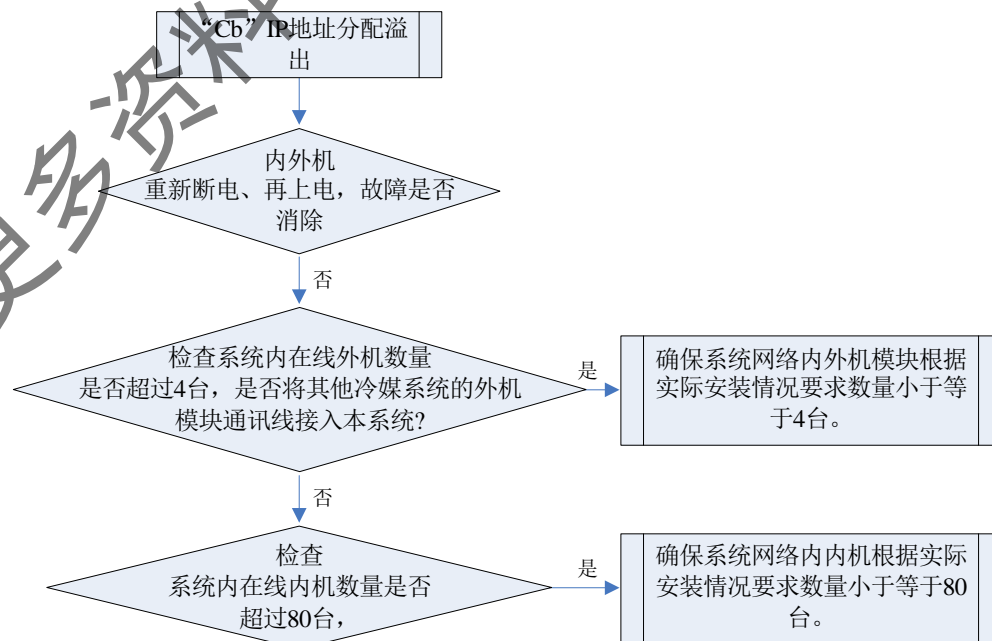 “Cb”IP地址分配溢
出
内外机
重新断电、再上电，故障是否
消除
否
检查系统内在线外机数量
是否超过4台，是否将其他冷媒系统的外机
模块通讯线接入本系统?
是
确保系统网络内外机模块根据
实际安装情况要求数量小于等
于4台。
否
检查
系统内在线内机数量是否
超过80台，
是
确保系统网络内内机根据实际
安装情况要求数量小于等于80
台。
更多资料